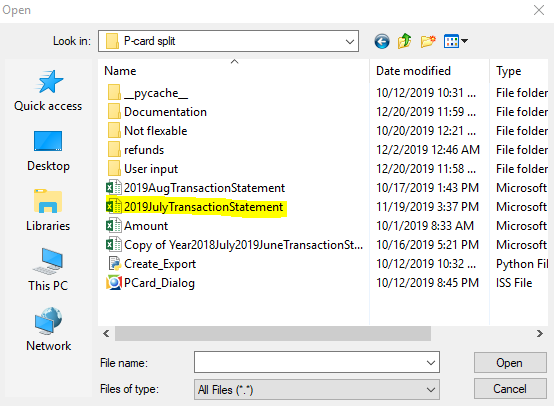 Open
Look in: P-card split
Name Date modified Type
__pycache__ 10/12/2019 10:31 ... File folder
Documentation 12/20/2019 11:59 ... File folder
Not flexable 10/20/2019 12:21 ... File folder
refunds 12/2/2019 12:46 AM File folder
User input 12/20/2019 11:58 ... File folder
2019AugTransactionStatement 10/17/2019 1:43 PM Microsoft
2019JulyTransactionStatement 11/19/2019 3:37 PM Microsoft
Amount 10/1/2019 8:33 AM Microsoft
Copy of Year2018July2019JuneTransactionSt... 10/16/2019 5:21 PM Microsoft
Create_Export 10/12/2019 10:32 ... Python File
PCard_Dialog 10/12/2019 8:45 PM ISS File
Quick access
Desktop
Libraries
This PC
Network
File name: Open
Files of type: All Files (*.*) Cancel